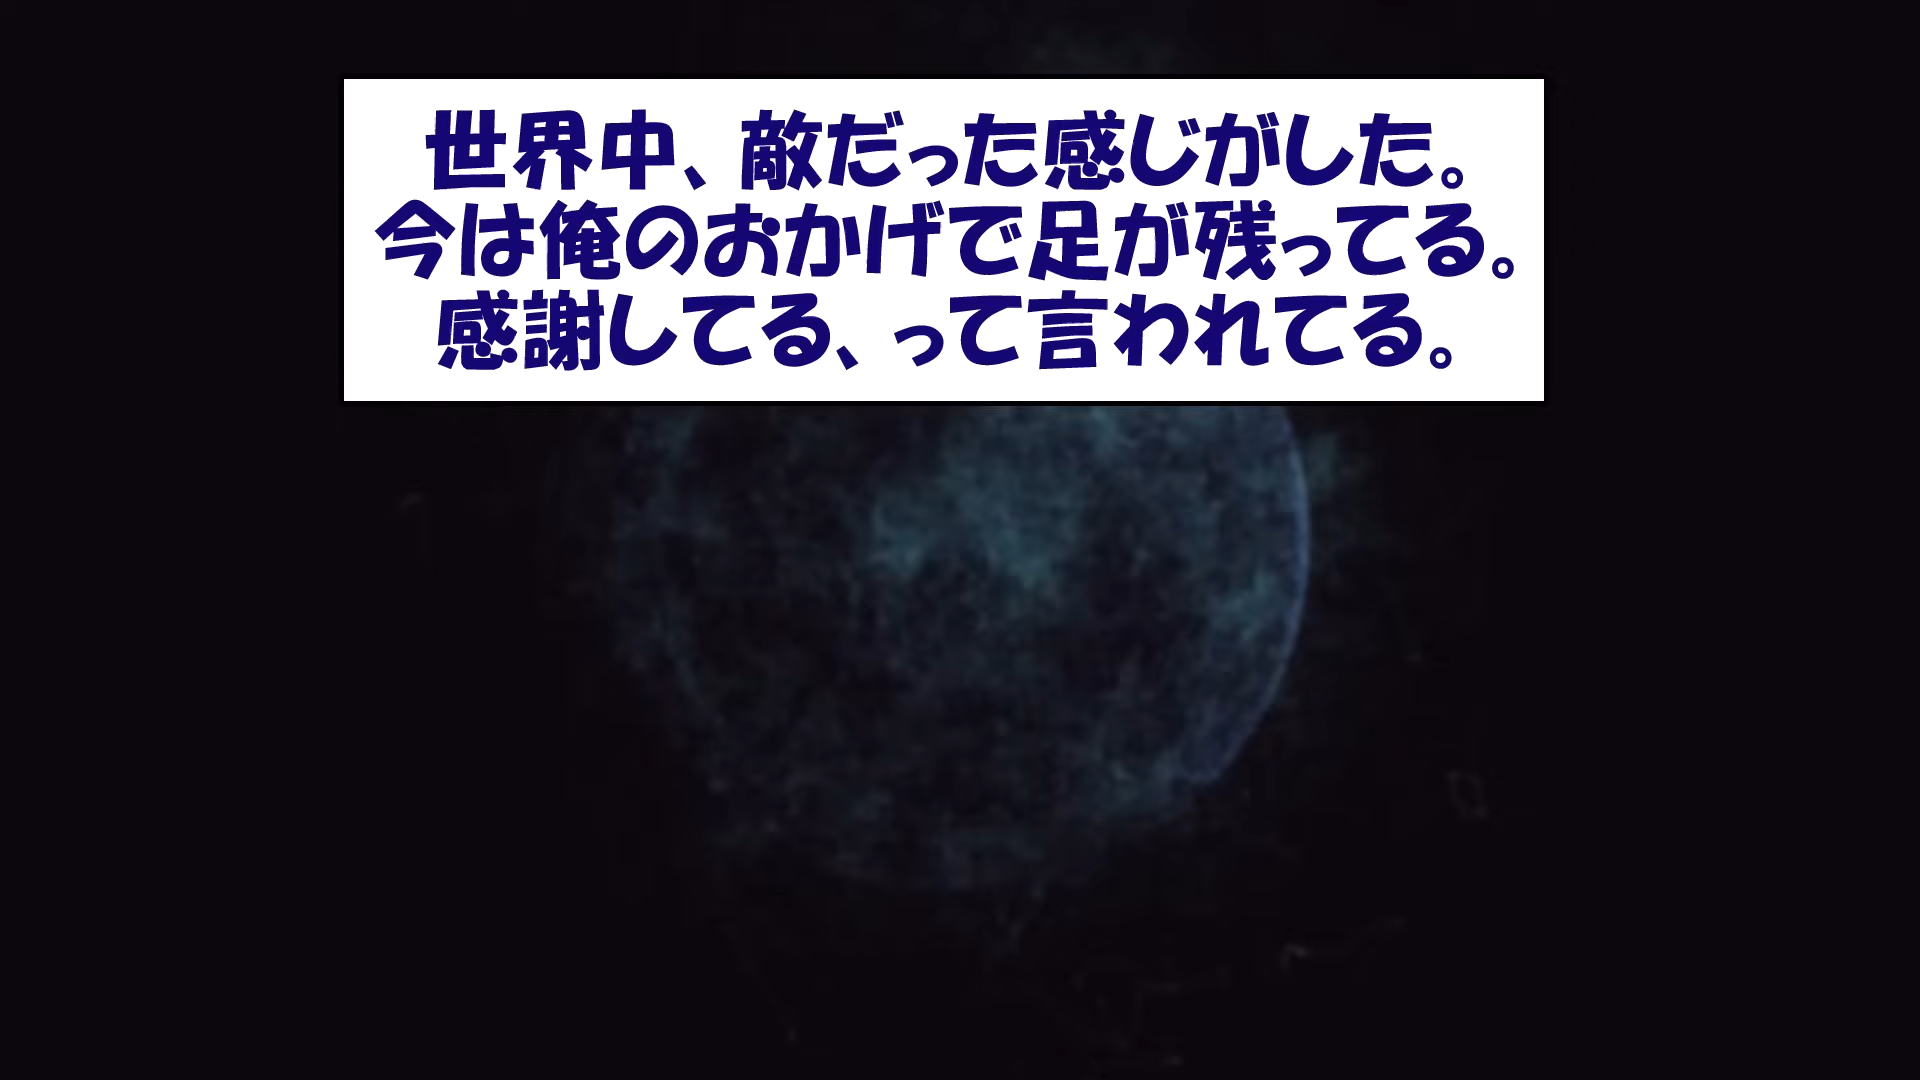 世界中、敵だった感じがした。
今は俺のおかげで足が残ってる。
感謝してる、って言われてる。